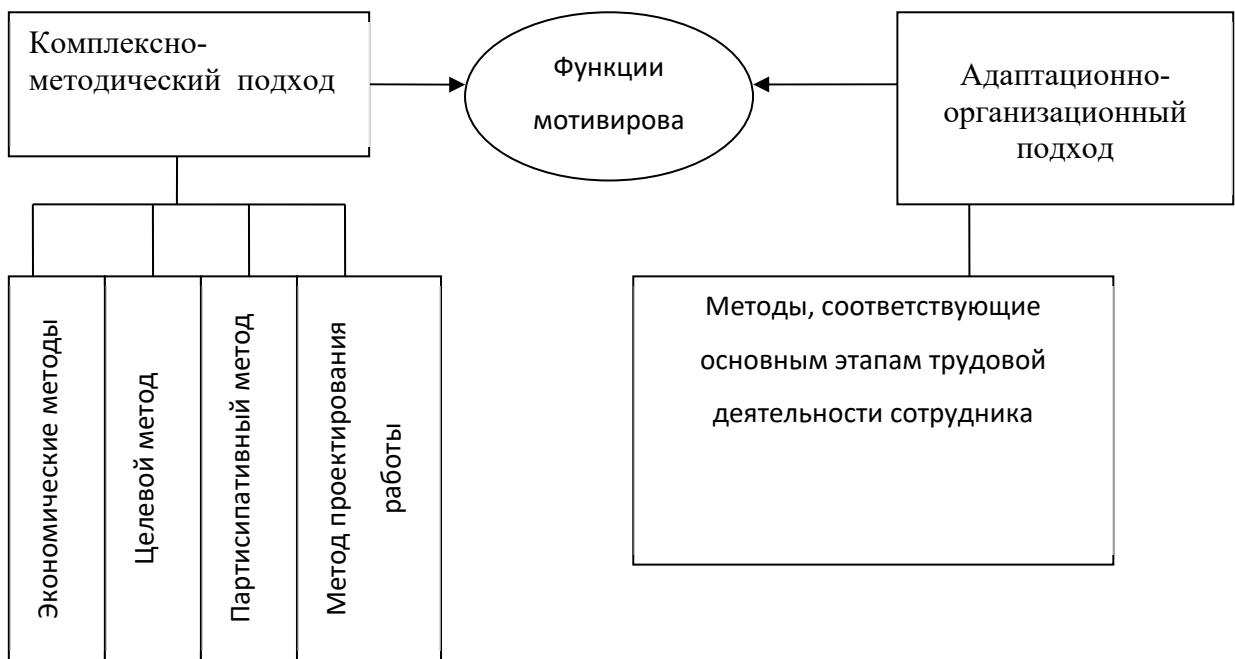 Комплексно-
методический подход
Функции
мотивирова
Адаптационно-
организационный
подход
Экономические методы
Целевой метод
Партисипативный метод
Метод проектирования
работы
Методы, соответствующие
основным этапам трудовой
деятельности сотрудника